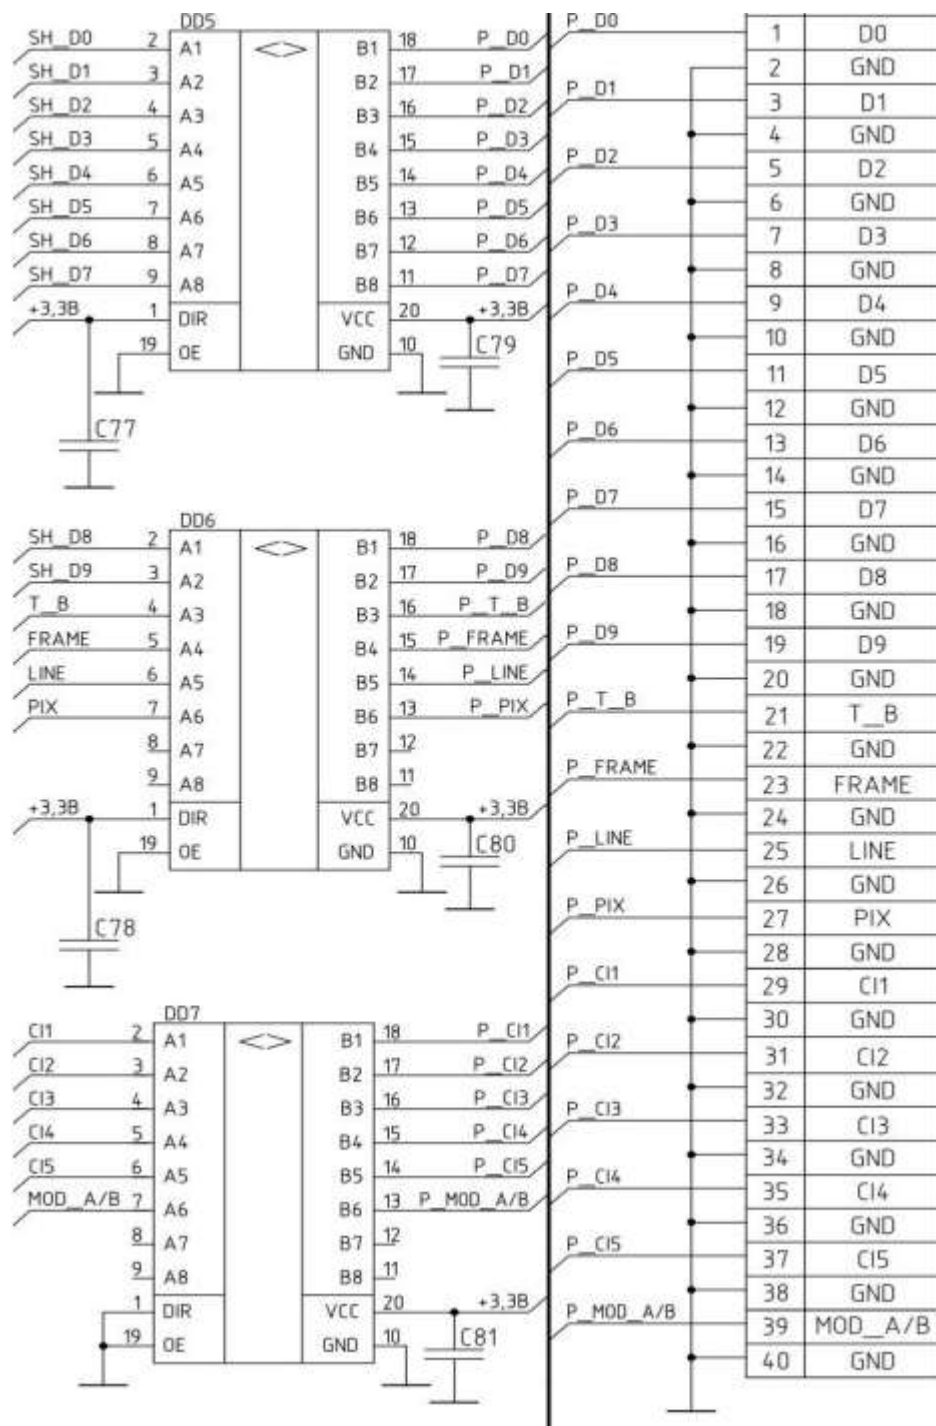 DD5
SH_D0 2 A1 <> B1 18 P_D0
SH_D1 3 A2 B2 17 P_D1
SH_D2 4 A3 B3 16 P_D2
SH_D3 5 A4 B4 15 P_D3
SH_D4 6 A5 B5 14 P_D4
SH_D5 7 A6 B6 13 P_D5
SH_D6 8 A7 B7 12 P_D6
SH_D7 9 A8 B8 11 P_D7
+3,3В 1 DIR VCC 20 +3,3В
19 OE GND 10 C79
C77
DD6
SH_D8 2 A1 <> B1 18 P_D8
SH_D9 3 A2 B2 17 P_D9
T_B 4 A3 B3 16 P_T_B
FRAME 5 A4 B4 15 P_FRAME
LINE 6 A5 B5 14 P_LINE
PIX 7 A6 B6 13 P_PIX
8 A7 B7 12
9 A8 B8 11
+3,3В 1 DIR VCC 20 +3,3В
19 OE GND 10 C80
C78
DD7
CI1 2 A1 <> B1 18 P_CI1
CI2 3 A2 B2 17 P_CI2
CI3 4 A3 B3 16 P_CI3
CI4 5 A4 B4 15 P_CI4
CI5 6 A5 B5 14 P_CI5
MOD_A/B 7 A6 B6 13 P_MOD_A/B
8 A7 B7 12
9 A8 B8 11
1 DIR VCC 20 +3,3В
19 OE GND 10 C81
P_D0 1 D0
2 GND
P_D1 3 D1
4 GND
P_D2 5 D2
6 GND
P_D3 7 D3
8 GND
P_D4 9 D4
10 GND
P_D5 11 D5
12 GND
P_D6 13 D6
14 GND
P_D7 15 D7
16 GND
P_D8 17 D8
18 GND
P_D9 19 D9
20 GND
P_T_B 21 T_B
22 GND
P_FRAME 23 FRAME
24 GND
P_LINE 25 LINE
26 GND
P_PIX 27 PIX
28 GND
P_CI1 29 CI1
30 GND
P_CI2 31 CI2
32 GND
P_CI3 33 CI3
34 GND
P_CI4 35 CI4
36 GND
P_CI5 37 CI5
38 GND
P_MOD_A/B 39 MOD_A/B
40 GND